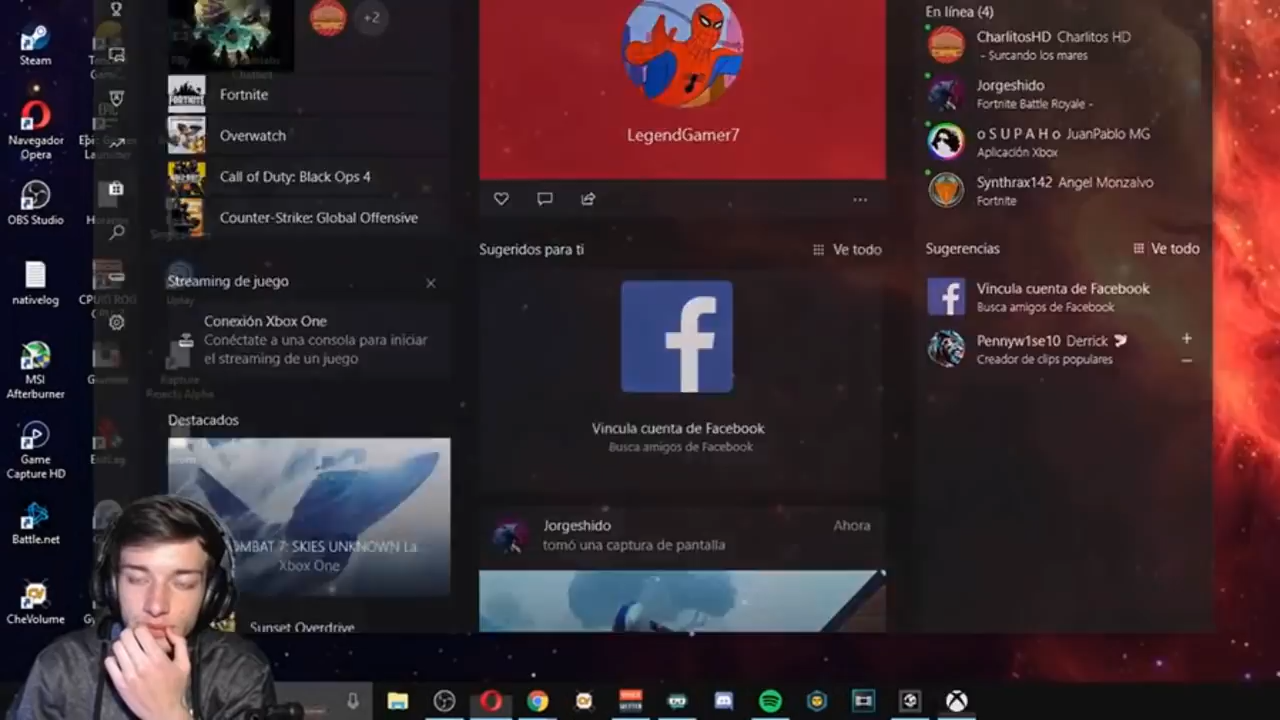 Steam
Navegador
Opera
OBS Studio
nativelog
MSI
Afterburner
Game
Capture HD
Battle.net
CheVolume
+2
Fortnite
Overwatch
Call of Duty: Black Ops 4
Counter-Strike: Global Offensive
Streaming de juego
Conexión Xbox One
Conéctate a una consola para iniciar
el streaming de un juego
Destacados
OMBAT 7: SKIES UNKNOWN La
Xbox One
Sunset Overdrive
LegendGamer7
Sugeridos para ti
Ve todo
Vincula cuenta de Facebook
Busca amigos de Facebook
Jorgeshido
Ahora
tomó una captura de pantalla
En línea (4)
CharlitosHD Charlitos HD
- Surcando los mares
Jorgeshido
Fortnite Battle Royale -
o S U P A H o JuanPablo MG
Aplicación Xbox
Synthrax142 Angel Monzalvo
Fortnite
Sugerencias
Ve todo
Vincula cuenta de Facebook
Busca amigos de Facebook
Pennyw1se10 Derrick
Creador de clips populares